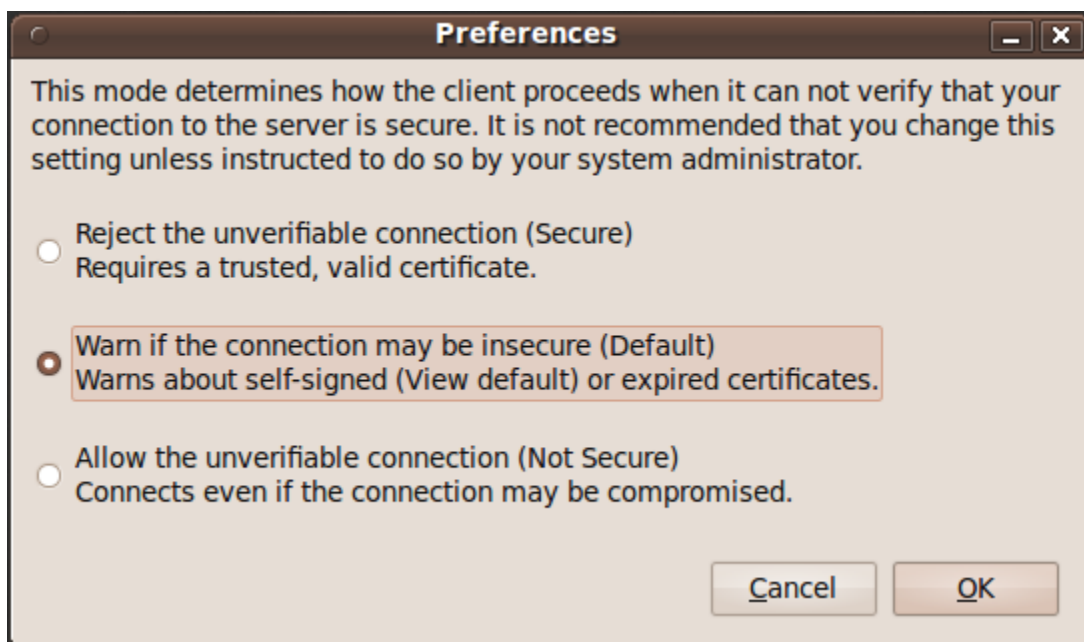 Preferences
This mode determines how the client proceeds when it can not verify that your
connection to the server is secure. It is not recommended that you change this
setting unless instructed to do so by your system administrator.
Reject the unverifiable connection (Secure)
Requires a trusted, valid certificate.
Warn if the connection may be insecure (Default)
Warns about self-signed (View default) or expired certificates.
Allow the unverifiable connection (Not Secure)
Connects even if the connection may be compromised.
Cancel OK